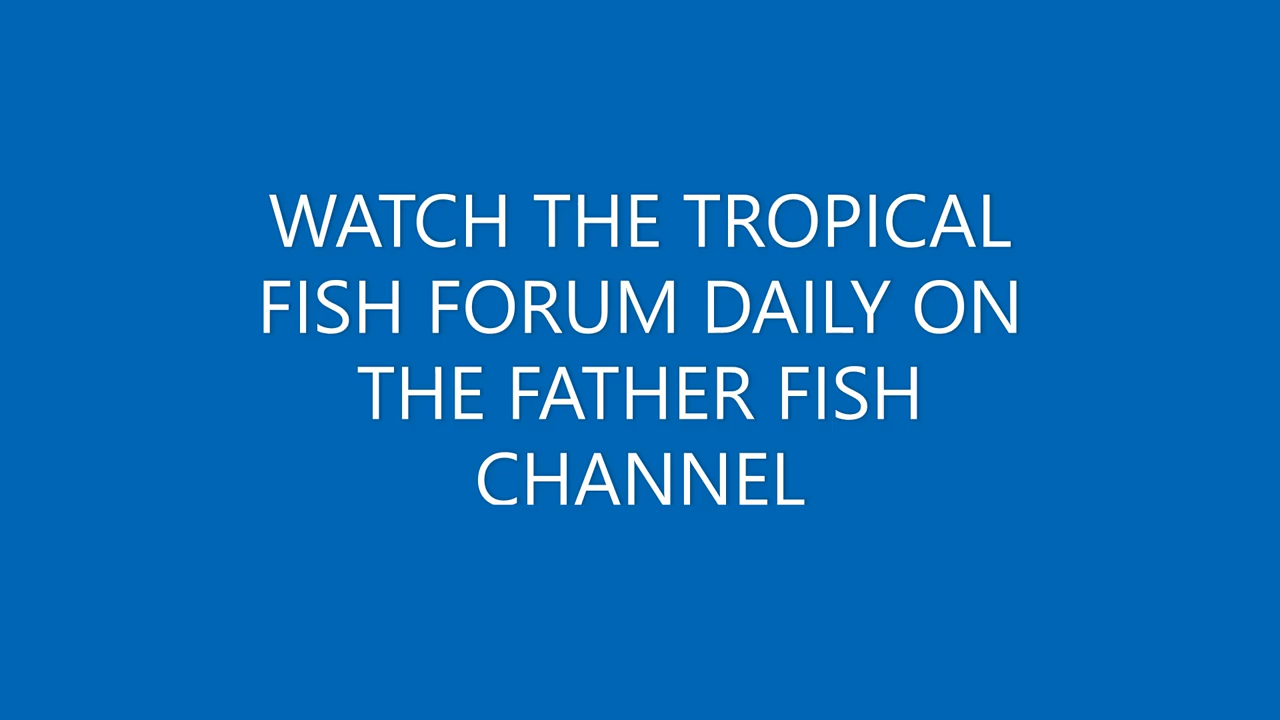 WATCH THE TROPICAL
FISH FORUM DAILY ON
THE FATHER FISH
CHANNEL